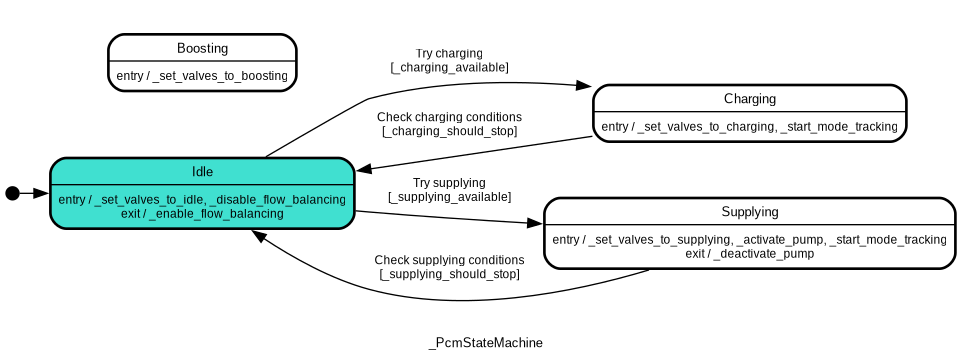 Boosting
entry / _set_valves_to_boosting
Try charging
[_charging_available]
Charging
entry / _set_valves_to_charging, _start_mode_tracking
Check charging conditions
[_charging_should_stop]
Idle
entry / _set_valves_to_idle, _disable_flow_balancing
exit / _enable_flow_balancing
Try supplying
[_supplying_available]
Supplying
entry / _set_valves_to_supplying, _activate_pump, _start_mode_tracking
exit / _deactivate_pump
Check supplying conditions
[_supplying_should_stop]
_PcmStateMachine